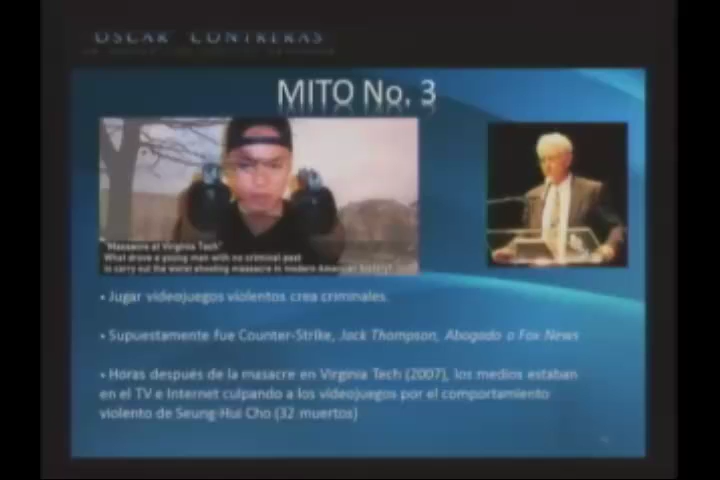 OSCAR CONTRERAS
MITO No. 3
"Massacre at Virginia Tech"
What drove a young man with no criminal past
to carry out the worst shooting massacre in modern American history?
• Jugar videojuegos violentos crea criminales.
• Supuestamente fue Counter-Strike, Jack Thompson, Abogado a Fox News
• Horas después de la masacre en Virginia Tech (2007), los medios estaban
en el TV e Internet culpando a los videojuegos por el comportamiento
violento de Seung-Hui Cho (32 muertos)